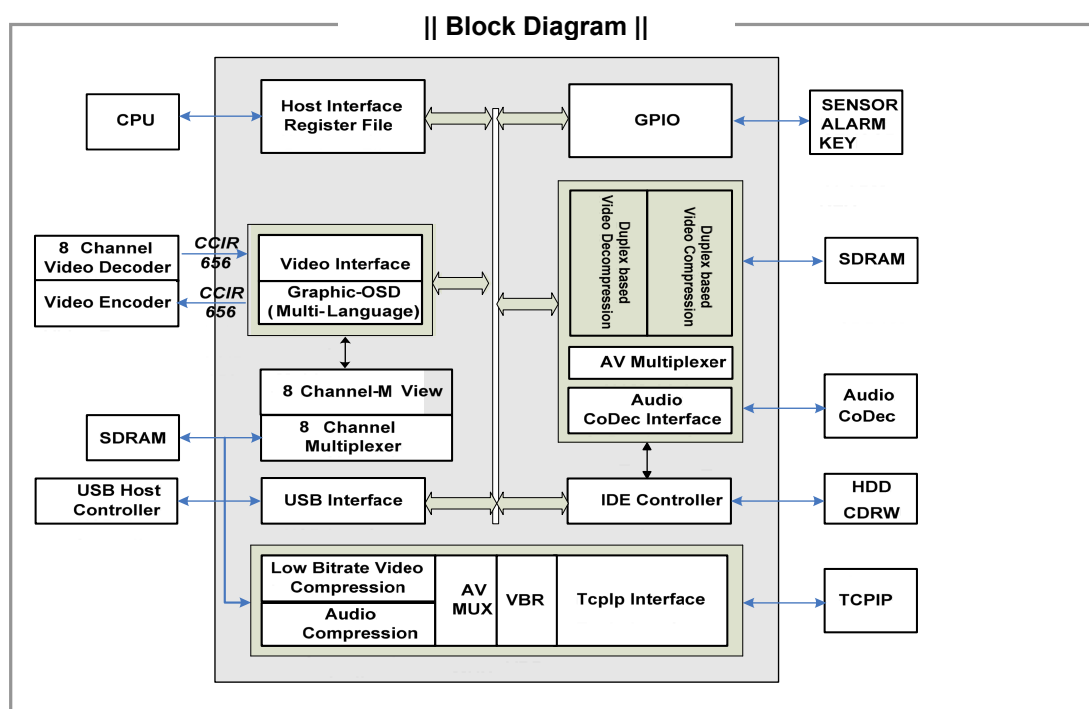 || Block Diagram ||
CPU
Host Interface
Register File
GPIO
SENSOR
ALARM
KEY
8 Channel
Video Decoder
Video Encoder
CCIR
656
CCIR
656
Video Interface
Graphic-OSD
(Multi-Language)
Duplex based
Video Decompression
Duplex based
Video Compression
SDRAM
AV Multiplexer
Audio
CoDec Interface
Audio
CoDec
8 Channel-M View
8 Channel
Multiplexer
SDRAM
USB Host
Controller
USB Interface
IDE Controller
HDD
CDRW
Low Bitrate Video
Compression
Audio
Compression
AV
MUX
VBR
TcpIp Interface
TCPIP